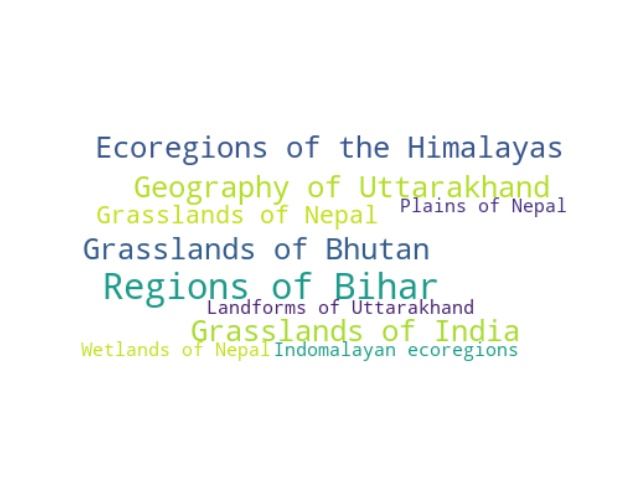 Ecoregions of the Himalayas
Geography of Uttarakhand
Plains of Nepal
Grasslands of Nepal
Grasslands of Bhutan
Regions of Bihar
Landforms of Uttarakhand
Grasslands of India
Wetlands of Nepal
Indomalayan ecoregions